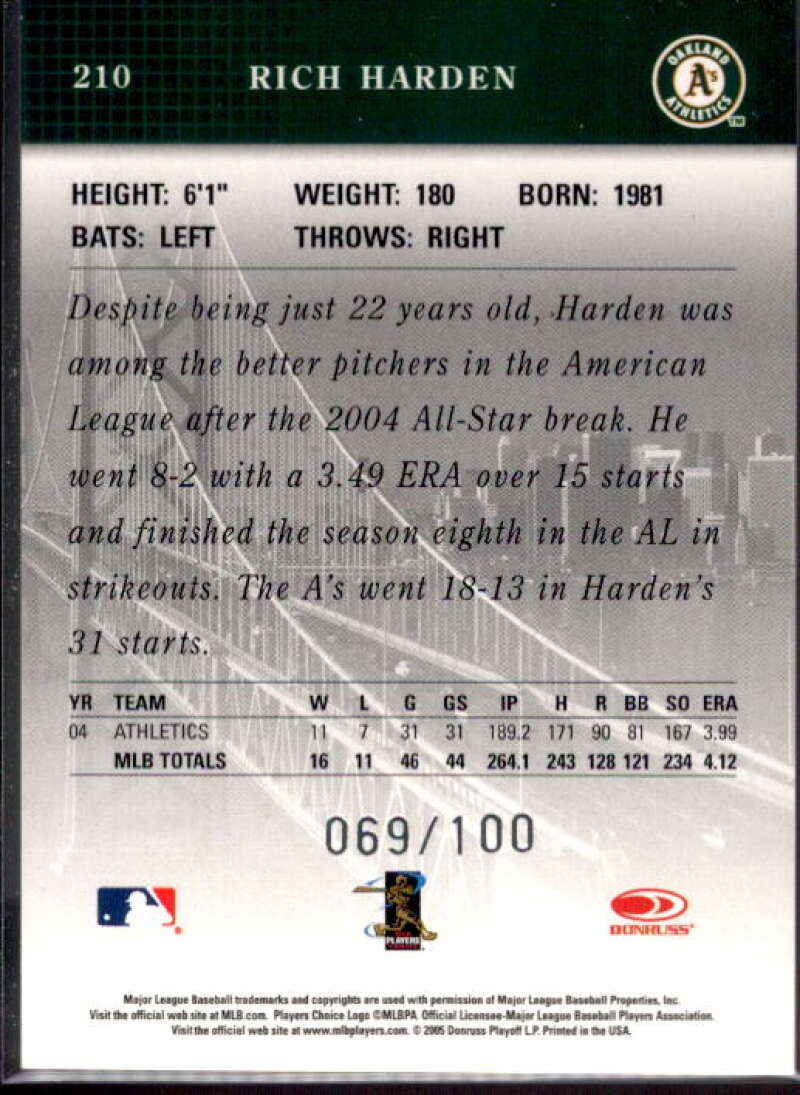 210 RICH HARDEN
OAKLAND
A's
ATHLETICS
TM
HEIGHT: 6'1" WEIGHT: 180 BORN: 1981
BATS: LEFT THROWS: RIGHT
Despite being just 22 years old, Harden was
among the better pitchers in the American
League after the 2004 All-Star break. He
went 8-2 with a 3.49 ERA over 15 starts
and finished the season eighth in the AL in
strikeouts. The A's went 18-13 in Harden's
31 starts.
YR TEAM W L G GS IP H R BB SO ERA
04 ATHLETICS 11 7 31 31 189.2 171 90 81 167 3.99
MLB TOTALS 16 11 46 44 264.1 243 128 121 234 4.12
069/100
PLAYERS
DONRUSS
Major League Baseball trademarks and copyrights are used with permission of Major League Baseball Properties, Inc.
Visit the official web site at MLB.com. Players Choice Logo ©MLBPA Official Licensee-Major League Baseball Players Association.
Visit the official web site at www.mlbplayers.com. © 2005 Donruss Playoff L.P. Printed in the USA.